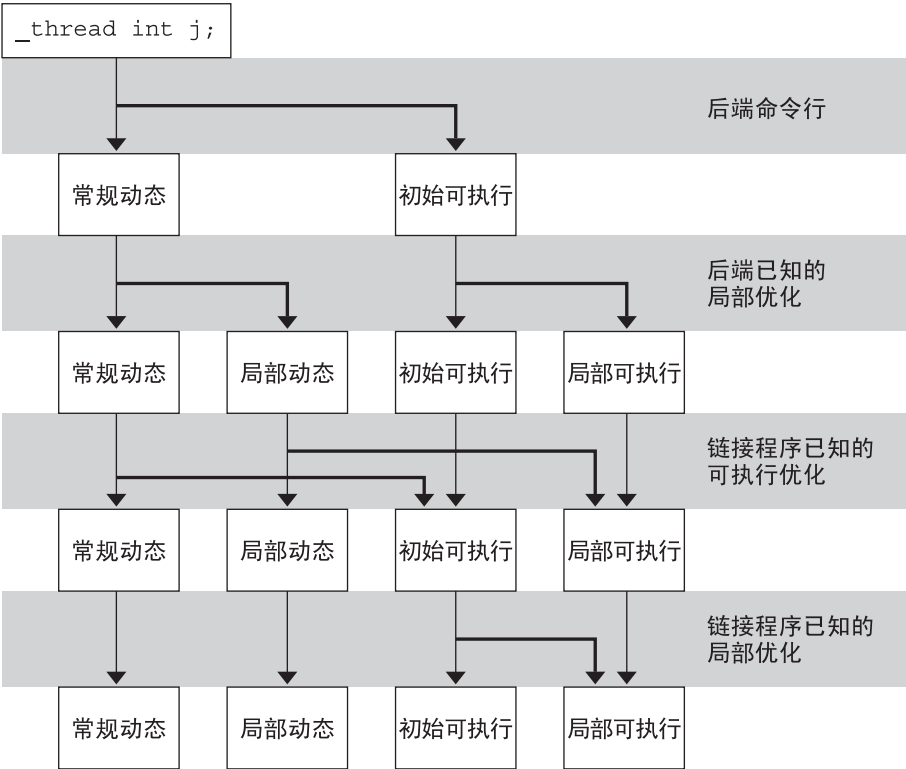 _thread int j;
后端命令行
常规动态
初始可执行
后端已知的
局部优化
常规动态
局部动态
初始可执行
局部可执行
链接程序已知的
可执行优化
常规动态
局部动态
初始可执行
局部可执行
链接程序已知的
局部优化
常规动态
局部动态
初始可执行
局部可执行